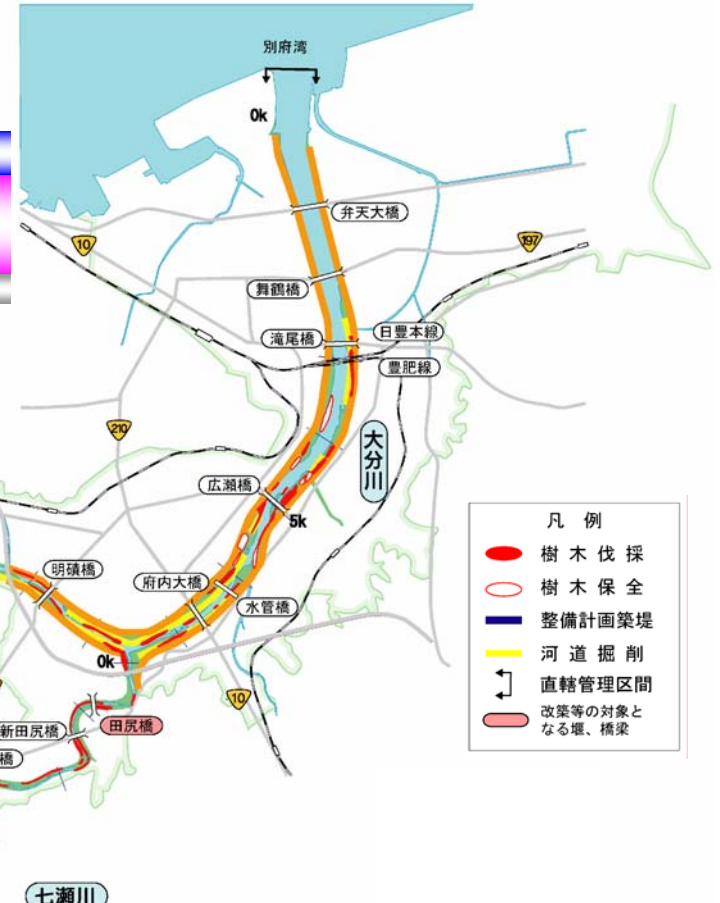 別府湾
0k
弁天大橋
10
197
舞鶴橋
滝尾橋
日豊本線
豊肥線
210
大分川
広瀬橋
5k
明磧橋
府内大橋
水管橋
0k
10
新田尻橋
田尻橋
橋
七瀬川
凡 例
樹 木 伐 採
樹 木 保 全
整備計画築堤
河 道 掘 削
直轄管理区間
改築等の対象と
なる堰、橋梁